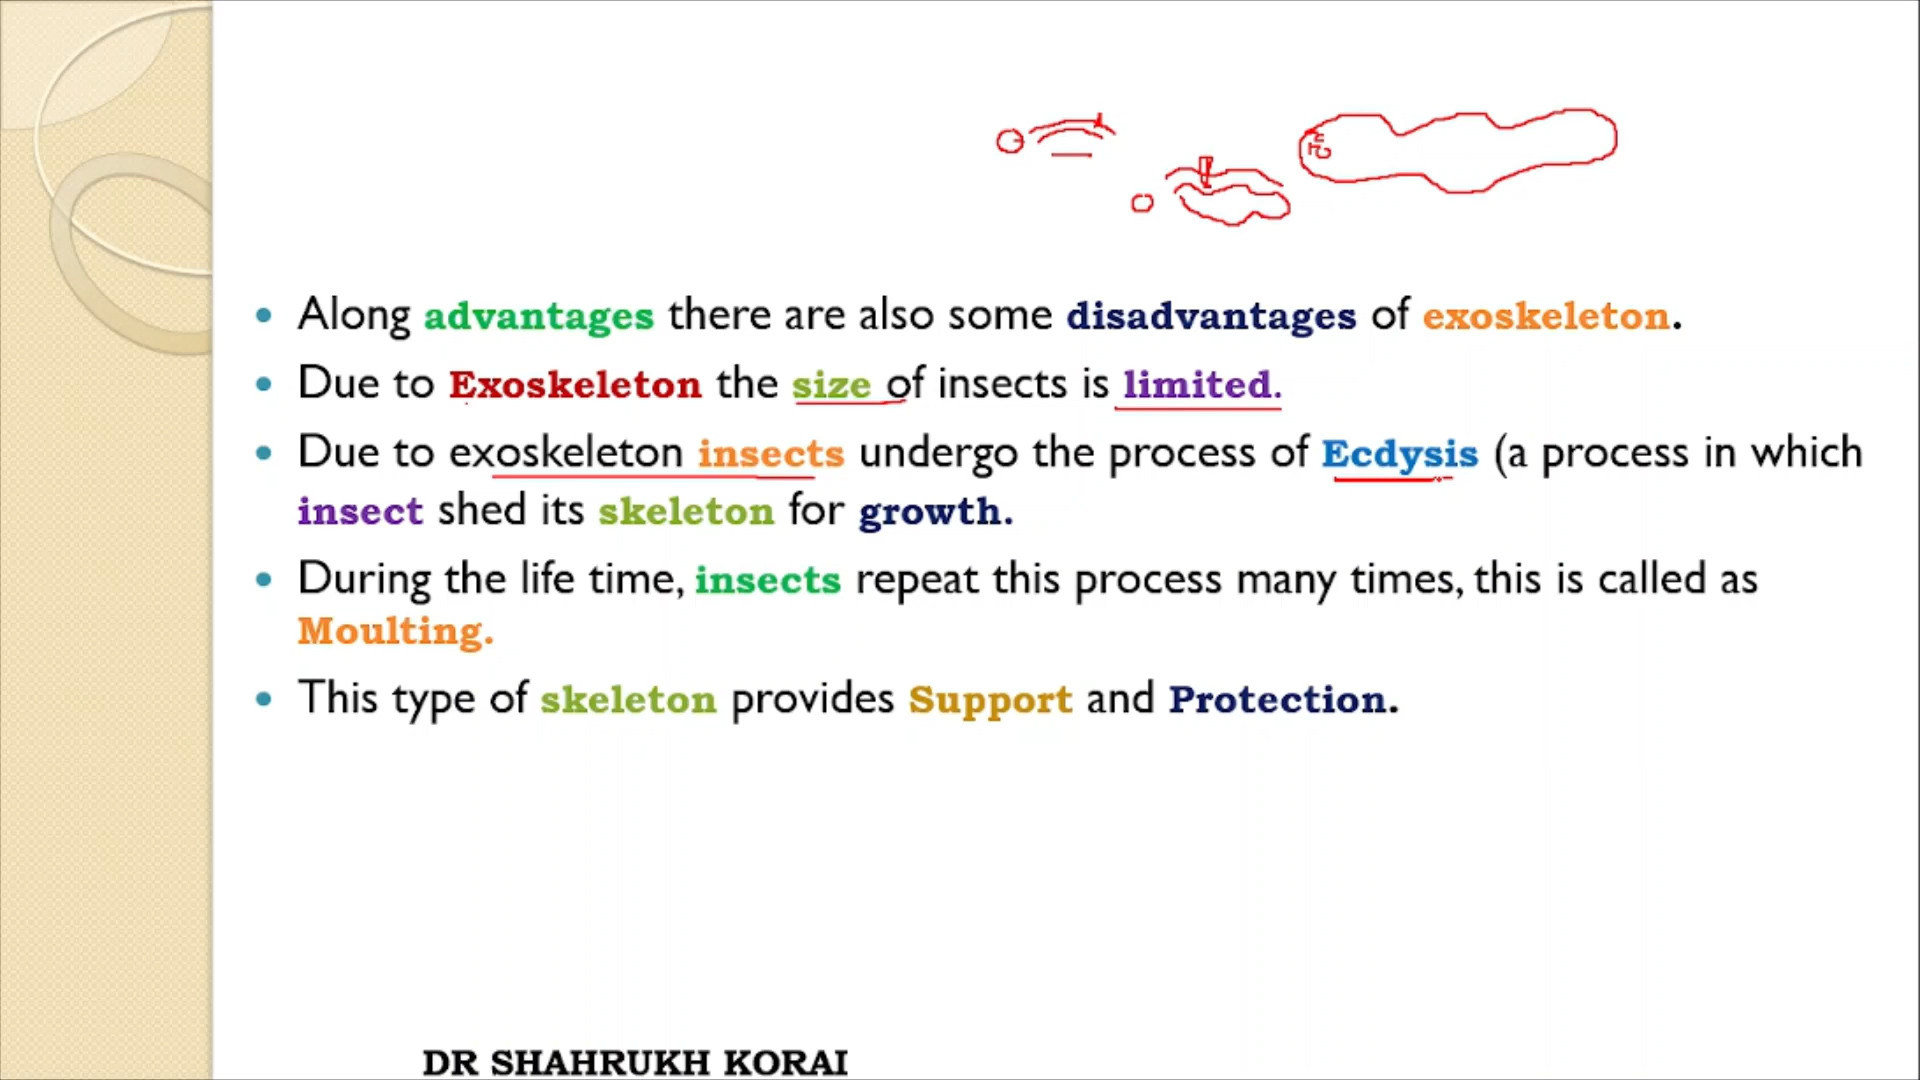 Along advantages there are also some disadvantages of exoskeleton.
Due to Exoskeleton the size of insects is limited.
Due to exoskeleton insects undergo the process of Ecdysis (a process in which
insect shed its skeleton for growth.
During the life time, insects repeat this process many times, this is called as
Moulting.
This type of skeleton provides Support and Protection.
DR SHAHRUKH KORAI